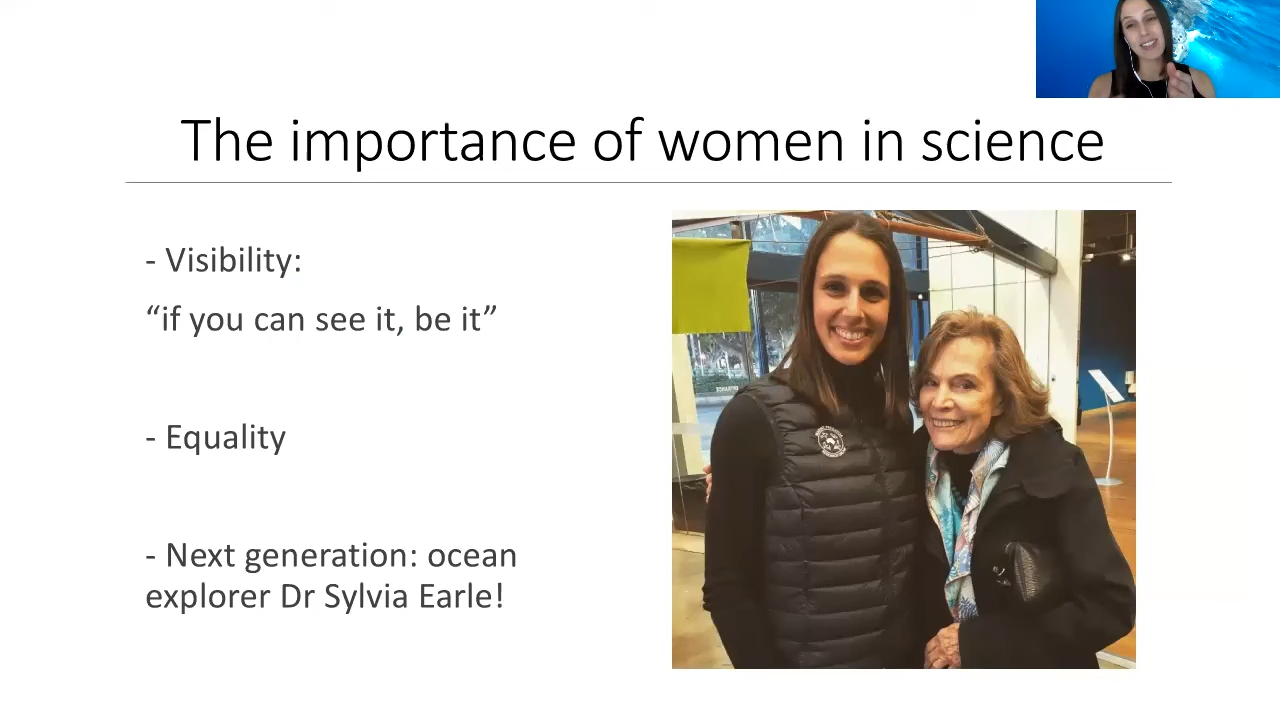 The importance of women in science
- Visibility:
“if you can see it, be it”
- Equality
- Next generation: ocean
explorer Dr Sylvia Earle!